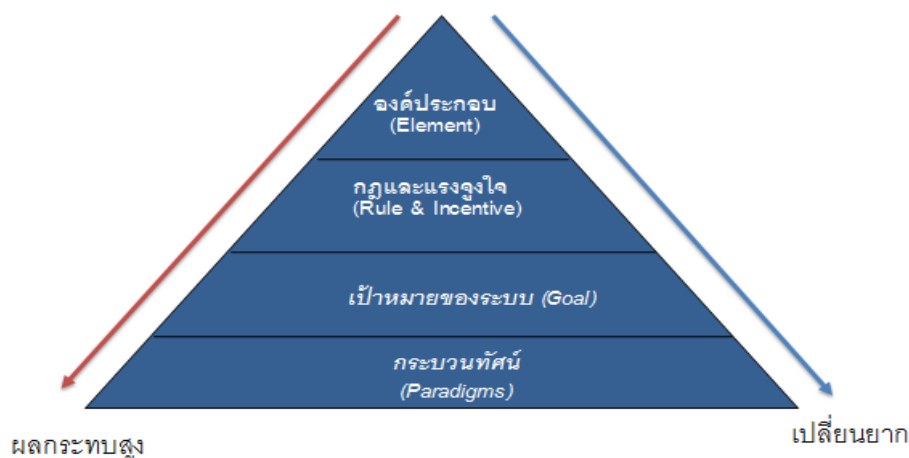 องค์ประกอบ
(Element)
กฎและแรงจูงใจ
(Rule & Incentive)
เป้าหมายของระบบ (Goal)
กระบวนทัศน์
(Paradigms)
ผลกระทบสูง
เปลี่ยนยาก